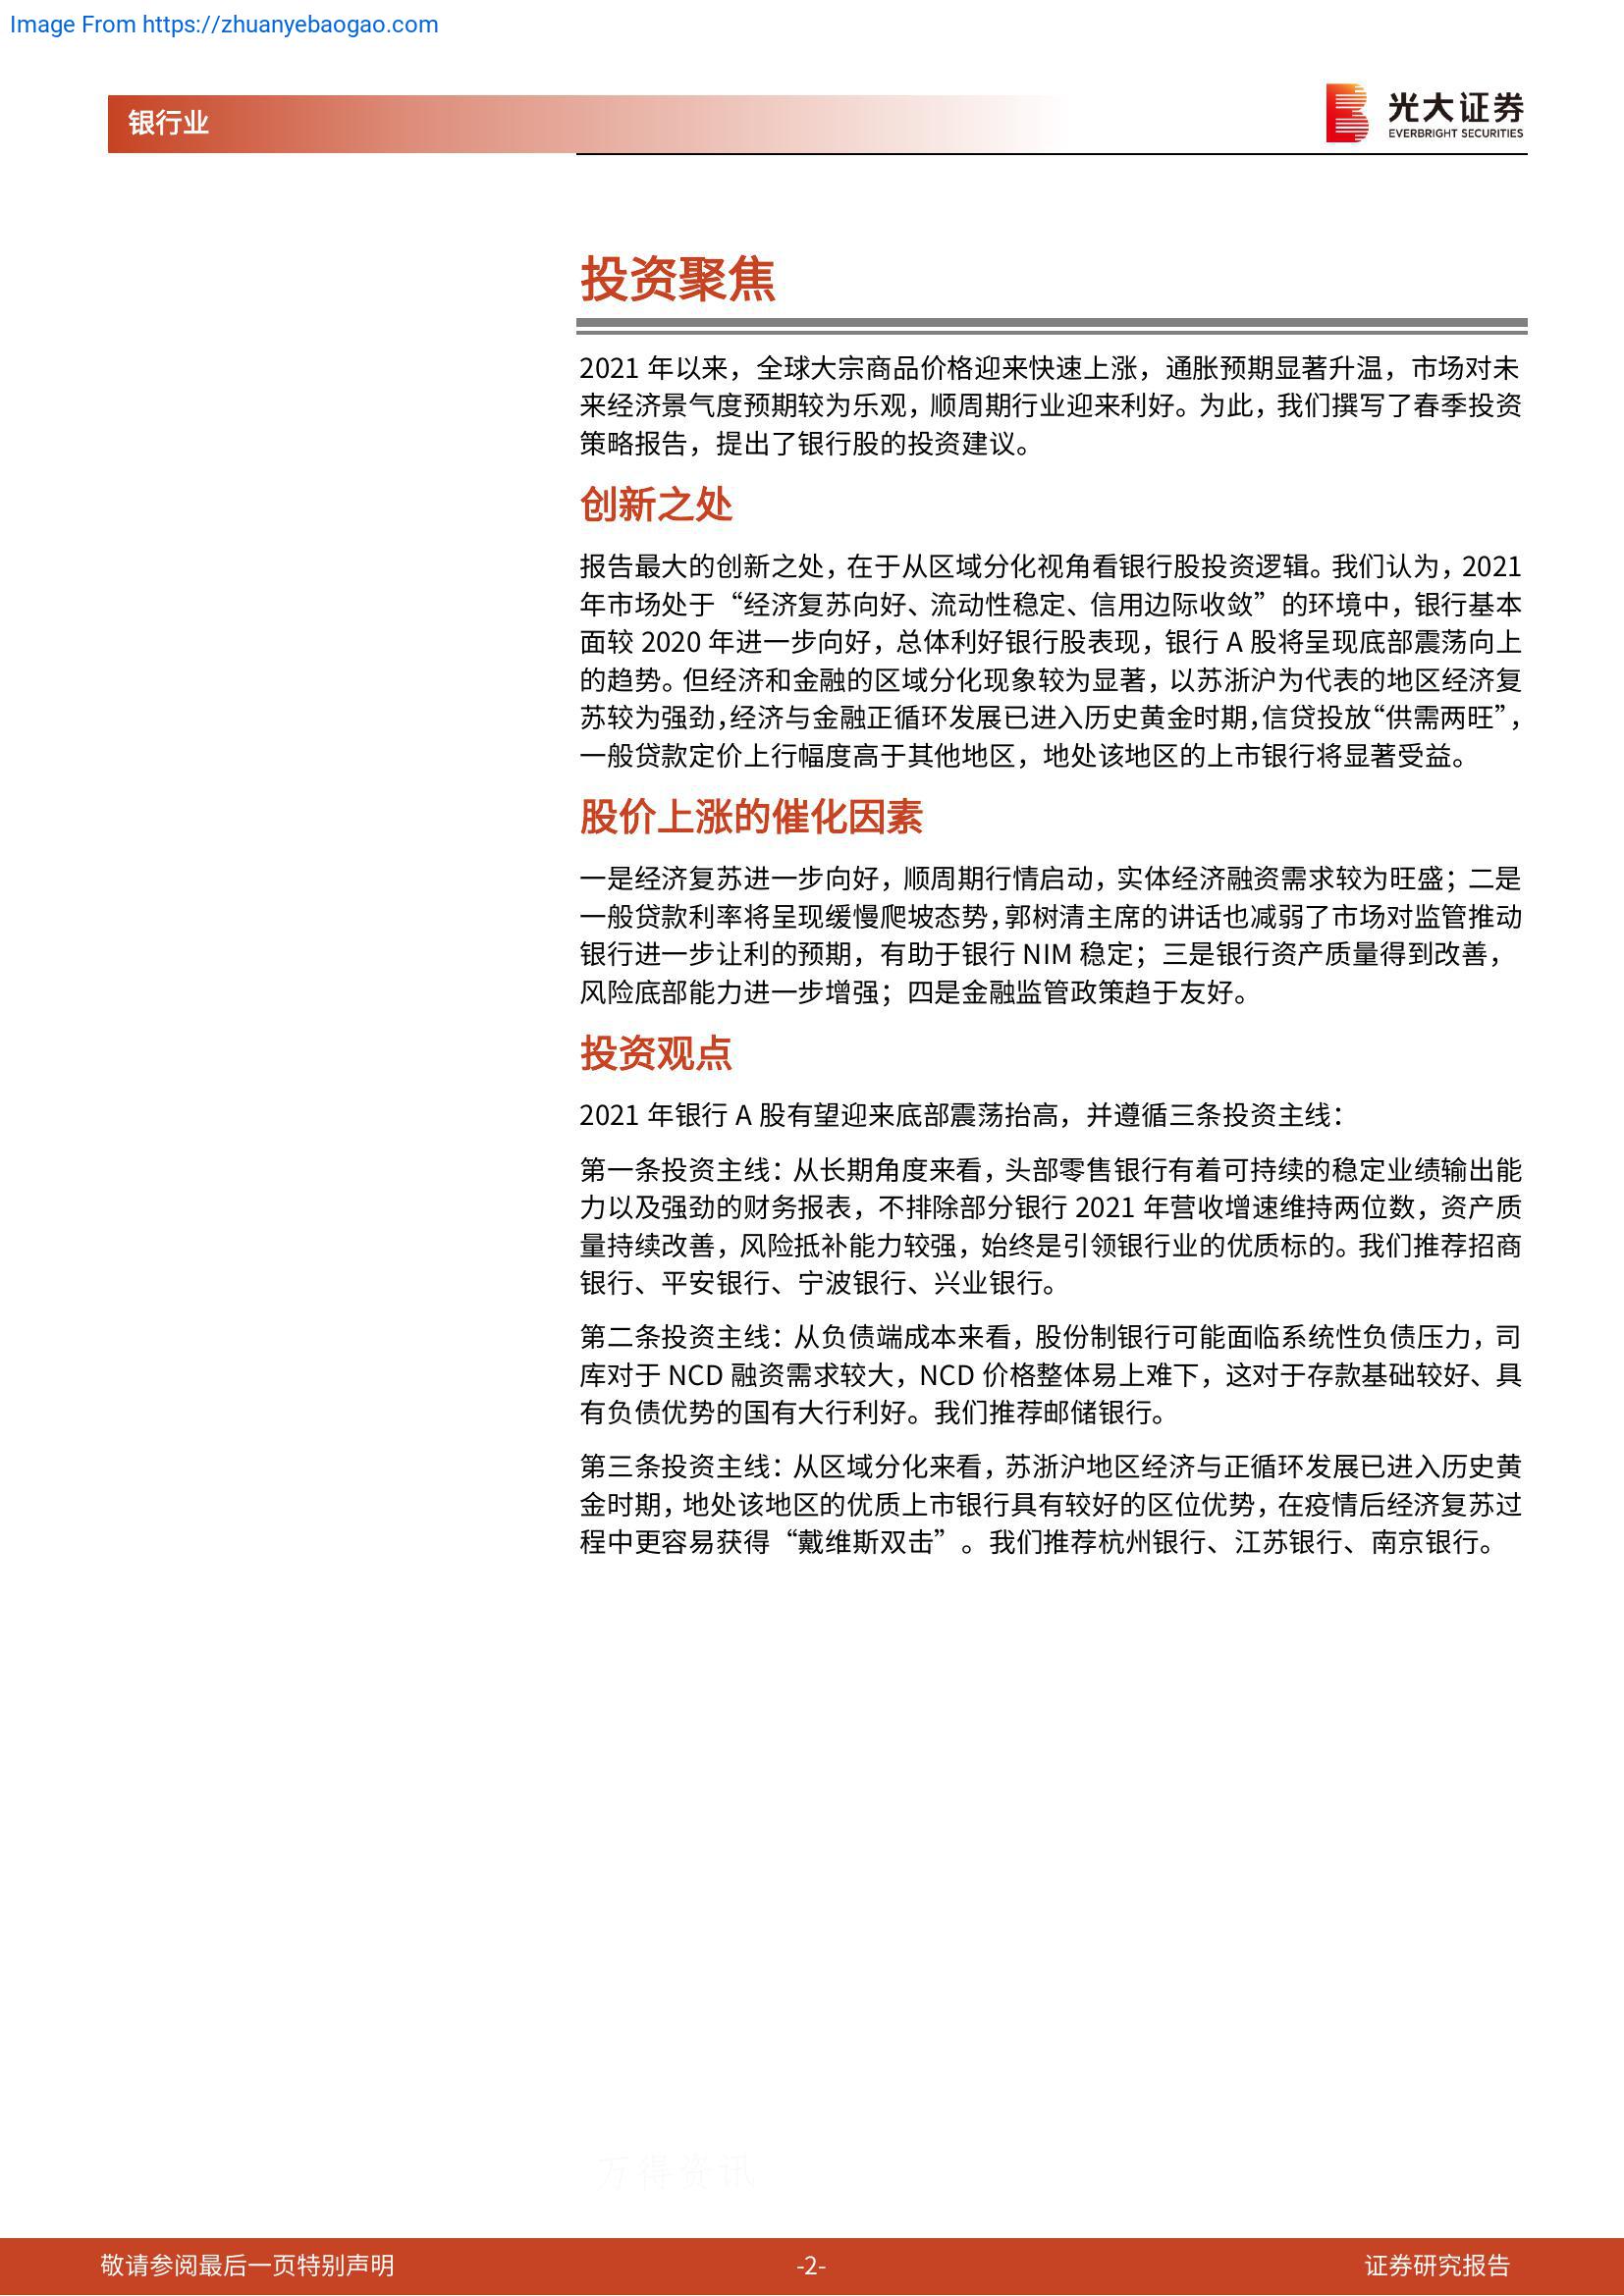 Image From https://zhuanyebaogao.com
银行业
光大证券
EVERBRIGHT SECURITIES
投资聚焦
2021 年以来，全球大宗商品价格迎来快速上涨，通胀预期显著升温，市场对未
来经济景气度预期较为乐观，顺周期行业迎来利好。为此，我们撰写了春季投资
策略报告，提出了银行股的投资建议。
创新之处
报告最大的创新之处，在于从区域分化视角看银行股投资逻辑。我们认为，2021
年市场处于“经济复苏向好、流动性稳定、信用边际收敛”的环境中，银行基本
面较 2020 年进一步向好，总体利好银行股表现，银行 A 股将呈现底部震荡向上
的趋势。但经济和金融的区域分化现象较为显著，以苏浙沪为代表的地区经济复
苏较为强劲，经济与金融正循环发展已进入历史黄金时期，信贷投放“供需两旺”，
一般贷款定价上行幅度高于其他地区，地处该地区的上市银行将显著受益。
股价上涨的催化因素
一是经济复苏进一步向好，顺周期行情启动，实体经济融资需求较为旺盛；二是
一般贷款利率将呈现缓慢爬坡态势，郭树清主席的讲话也减弱了市场对监管推动
银行进一步让利的预期，有助于银行 NIM 稳定；三是银行资产质量得到改善，
风险底部能力进一步增强；四是金融监管政策趋于友好。
投资观点
2021 年银行 A 股有望迎来底部震荡抬高，并遵循三条投资主线：
第一条投资主线：从长期角度来看，头部零售银行有着可持续的稳定业绩输出能
力以及强劲的财务报表，不排除部分银行 2021 年营收增速维持两位数，资产质
量持续改善，风险抵补能力较强，始终是引领银行业的优质标的。我们推荐招商
银行、平安银行、宁波银行、兴业银行。
第二条投资主线：从负债端成本来看，股份制银行可能面临系统性负债压力，司
库对于 NCD 融资需求较大，NCD 价格整体易上难下，这对于存款基础较好、具
有负债优势的国有大行利好。我们推荐邮储银行。
第三条投资主线：从区域分化来看，苏浙沪地区经济与正循环发展已进入历史黄
金时期，地处该地区的优质上市银行具有较好的区位优势，在疫情后经济复苏过
程中更容易获得“戴维斯双击”。我们推荐杭州银行、江苏银行、南京银行。
万得资讯
敬请参阅最后一页特别声明
-2-
证券研究报告